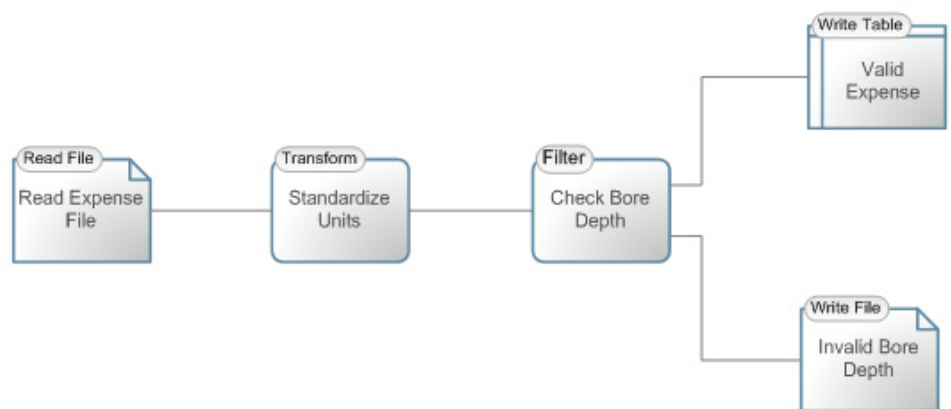 Write Table
Valid
Expense
Read File
Read Expense
File
Transform
Standardize
Units
Filter
Check Bore
Depth
Write File
Invalid Bore
Depth